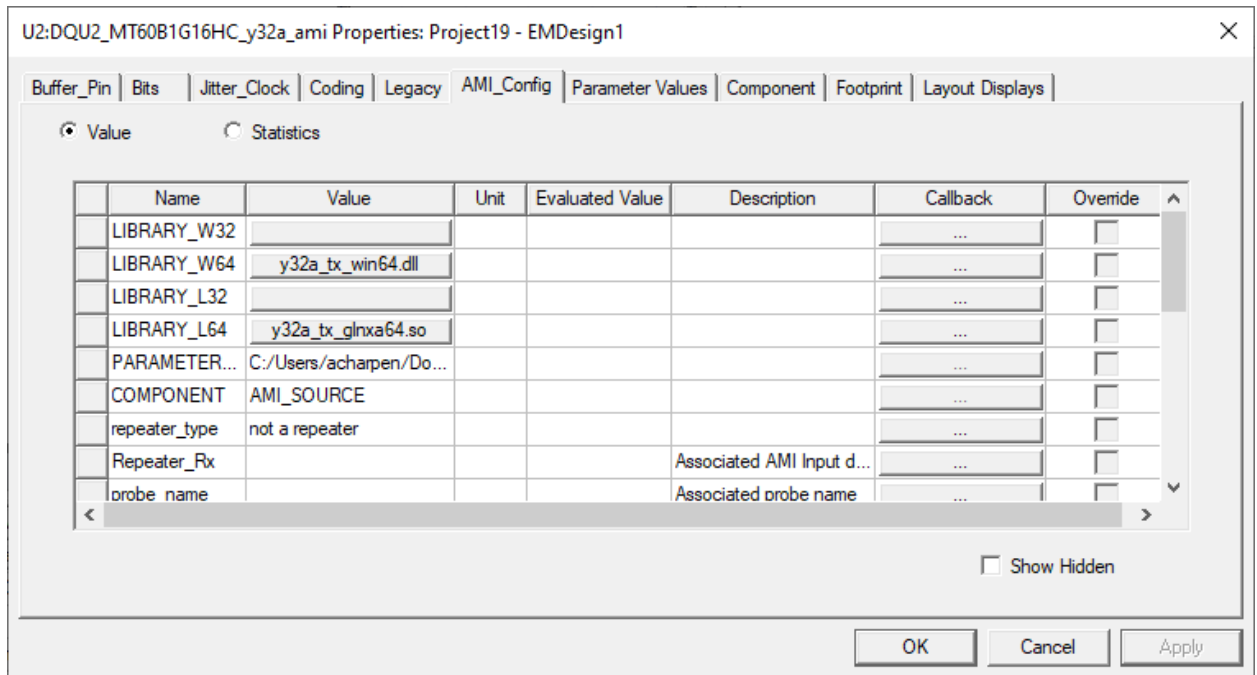 U2:DQU2_MT60B1G16HC_y32a_ami Properties: Project19 - EMDesign1
Buffer_Pin Bits Jitter_Clock Coding Legacy AMI_Config Parameter Values Component Footprint Layout Displays
Value Statistics
Name Value Unit Evaluated Value Description Callback Override
LIBRARY_W32 ...
LIBRARY_W64 y32a_tx_win64.dll ...
LIBRARY_L32 ...
LIBRARY_L64 y32a_tx_glnxa64.so ...
PARAMETER... C:/Users/acharpen/Do... ...
COMPONENT AMI_SOURCE ...
repeater_type not a repeater ...
Repeater_Rx Associated AMI Input d... ...
probe_name Associated probe name ...
Show Hidden
OK Cancel Apply